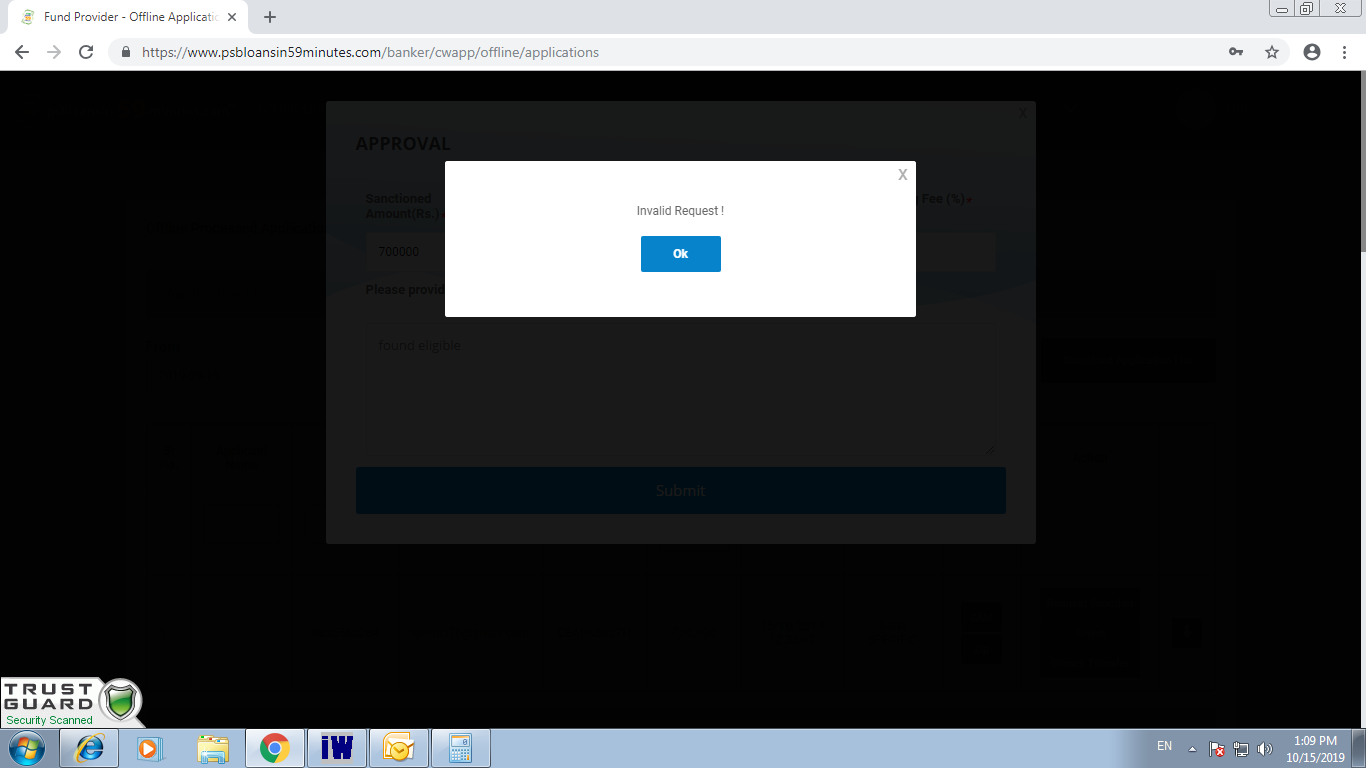 Fund Provider - Offline Applicatio
https://www.psbloansin59minutes.com/banker/cwapp/offline/applications
X
APPROVAL
X
Sanctioned
Amount(Rs.)*
Fee (%)*
Invalid Request !
700000
Ok
Please provid
found eligible
Submit
TRUST
GUARD
Security Scanned
iW
EN
1:09 PM
10/15/2019